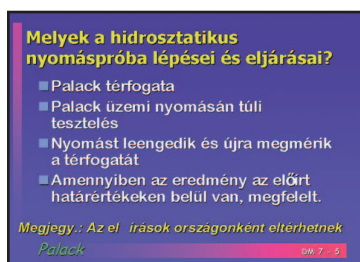 Melyek a hidrosztatikus
nyomáspróba lépései és eljárásai?
Palack térfogata
Palack üzemi nyomásán túli
tesztelés
Nyomást leengedik és újra megmérik
a térfogatát
Amennyiben az eredmény az előírt
határértékeken belül van, megfelelt.
Megjegy.: Az el írások országonként eltérhetnek
Palack
DM 7 - 5